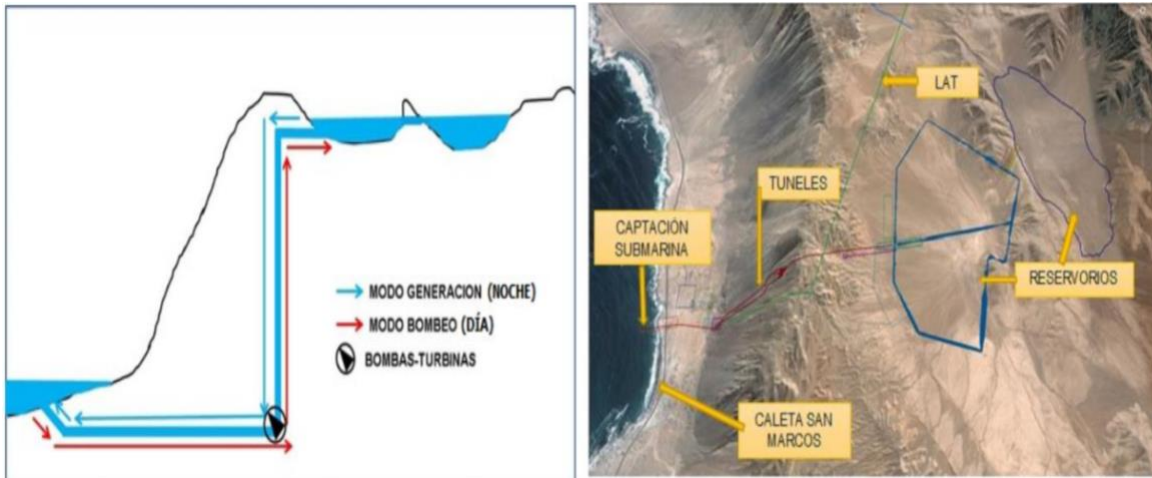 MODO GENERACION (NOCHE)
MODO BOMBEO (DÍA)
BOMBAS-TURBINAS
LAT
TUNELES
CAPTACIÓN
SUBMARINA
RESERVORIOS
CALETA SAN
MARCOS